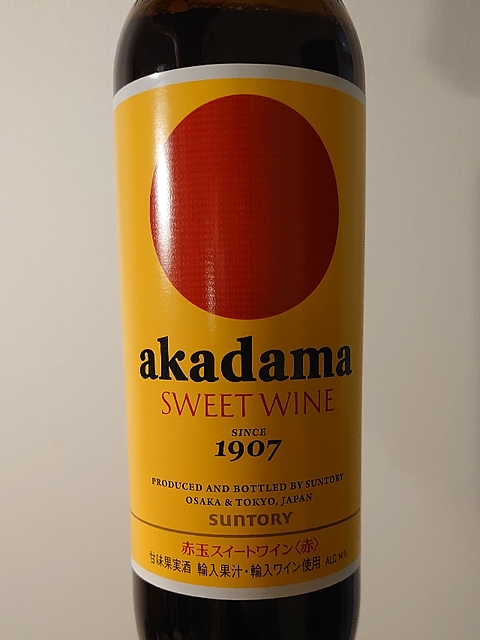 akadama
SWEET WINE
SINCE
1907
PRODUCED AND BOTTLED BY SUNTORY
OSAKA & TOKYO, JAPAN
SUNTORY
赤玉スイートワイン〈赤〉
甘味果実酒 輸入果汁・輸入ワイン使用 ALC.14%